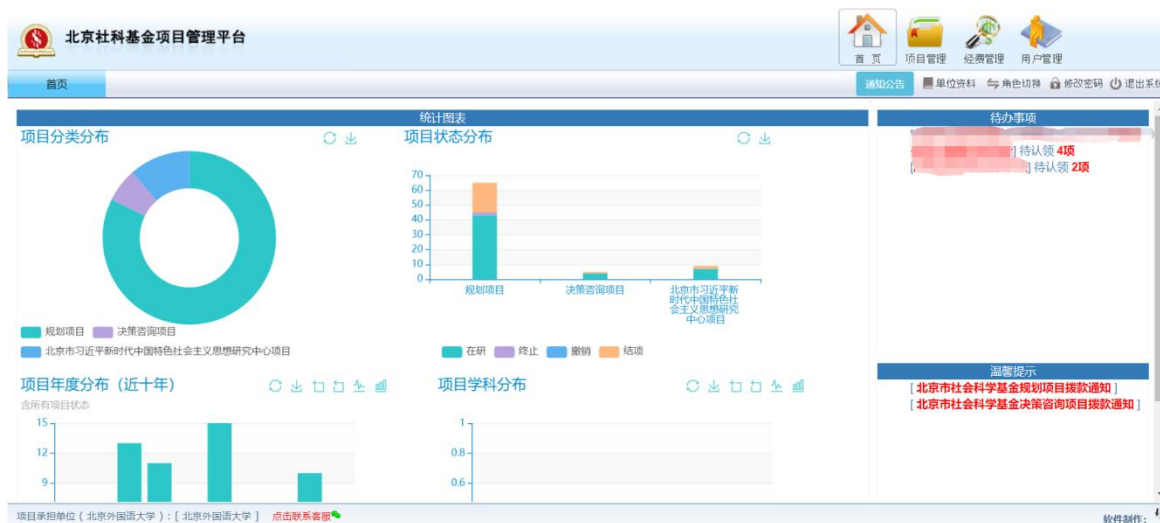 北京社科基金项目管理平台
首 页
项目管理
经费管理
用户管理
首页
通知公告
单位资料
角色切换
修改密码
退出系统
统计图表
项目分类分布
规划项目
决策咨询项目
北京市习近平新时代中国特色社会主义思想研究中心项目
项目状态分布
70
60
50
40
30
20
10
0
规划项目
决策咨询项目
北京市习近平新
时代中国特色社
会主义思想研究
中心项目
在研
终止
撤销
结项
待办事项
] 待认领 4项
[ ] 待认领 2项
项目年度分布（近十年）
含所有项目状态
15
12
9
项目学科分布
1
0.8
0.6
温馨提示
[ 北京市社会科学基金规划项目拨款通知 ]
[ 北京市社会科学基金决策咨询项目拨款通知 ]
项目承担单位 ( 北京外国语大学 ) : [ 北京外国语大学 ] 点击联系客服
软件制作: